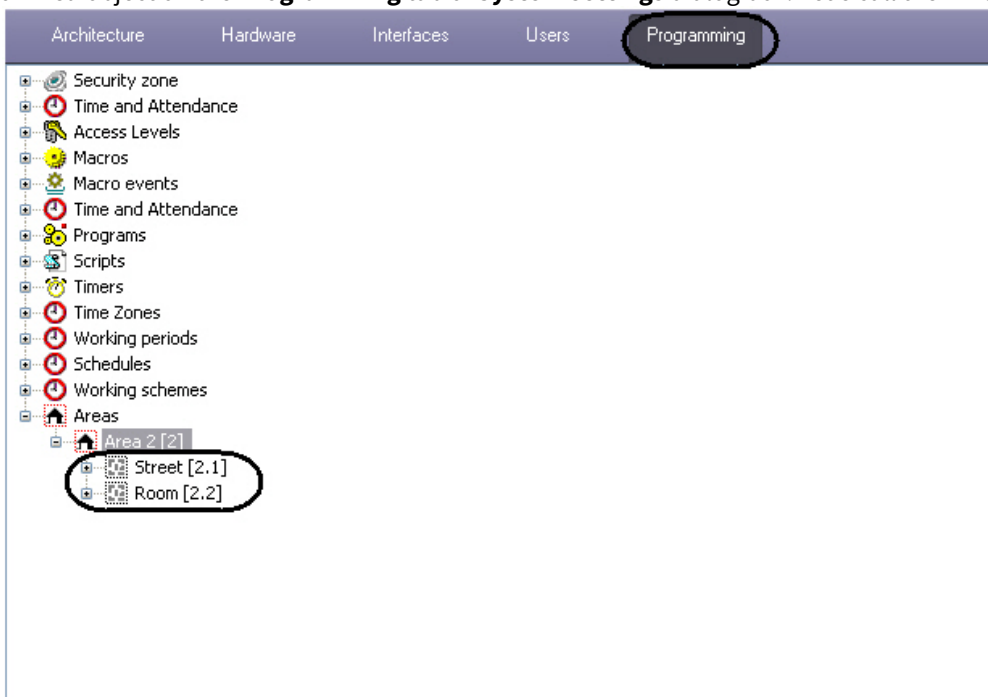 Architecture Hardware Interfaces Users Programming
Security zone
Time and Attendance
Access Levels
Macros
Macro events
Time and Attendance
Programs
Scripts
Timers
Time Zones
Working periods
Schedules
Working schemes
Areas
Area 2 [2]
Street [2.1]
Room [2.2]